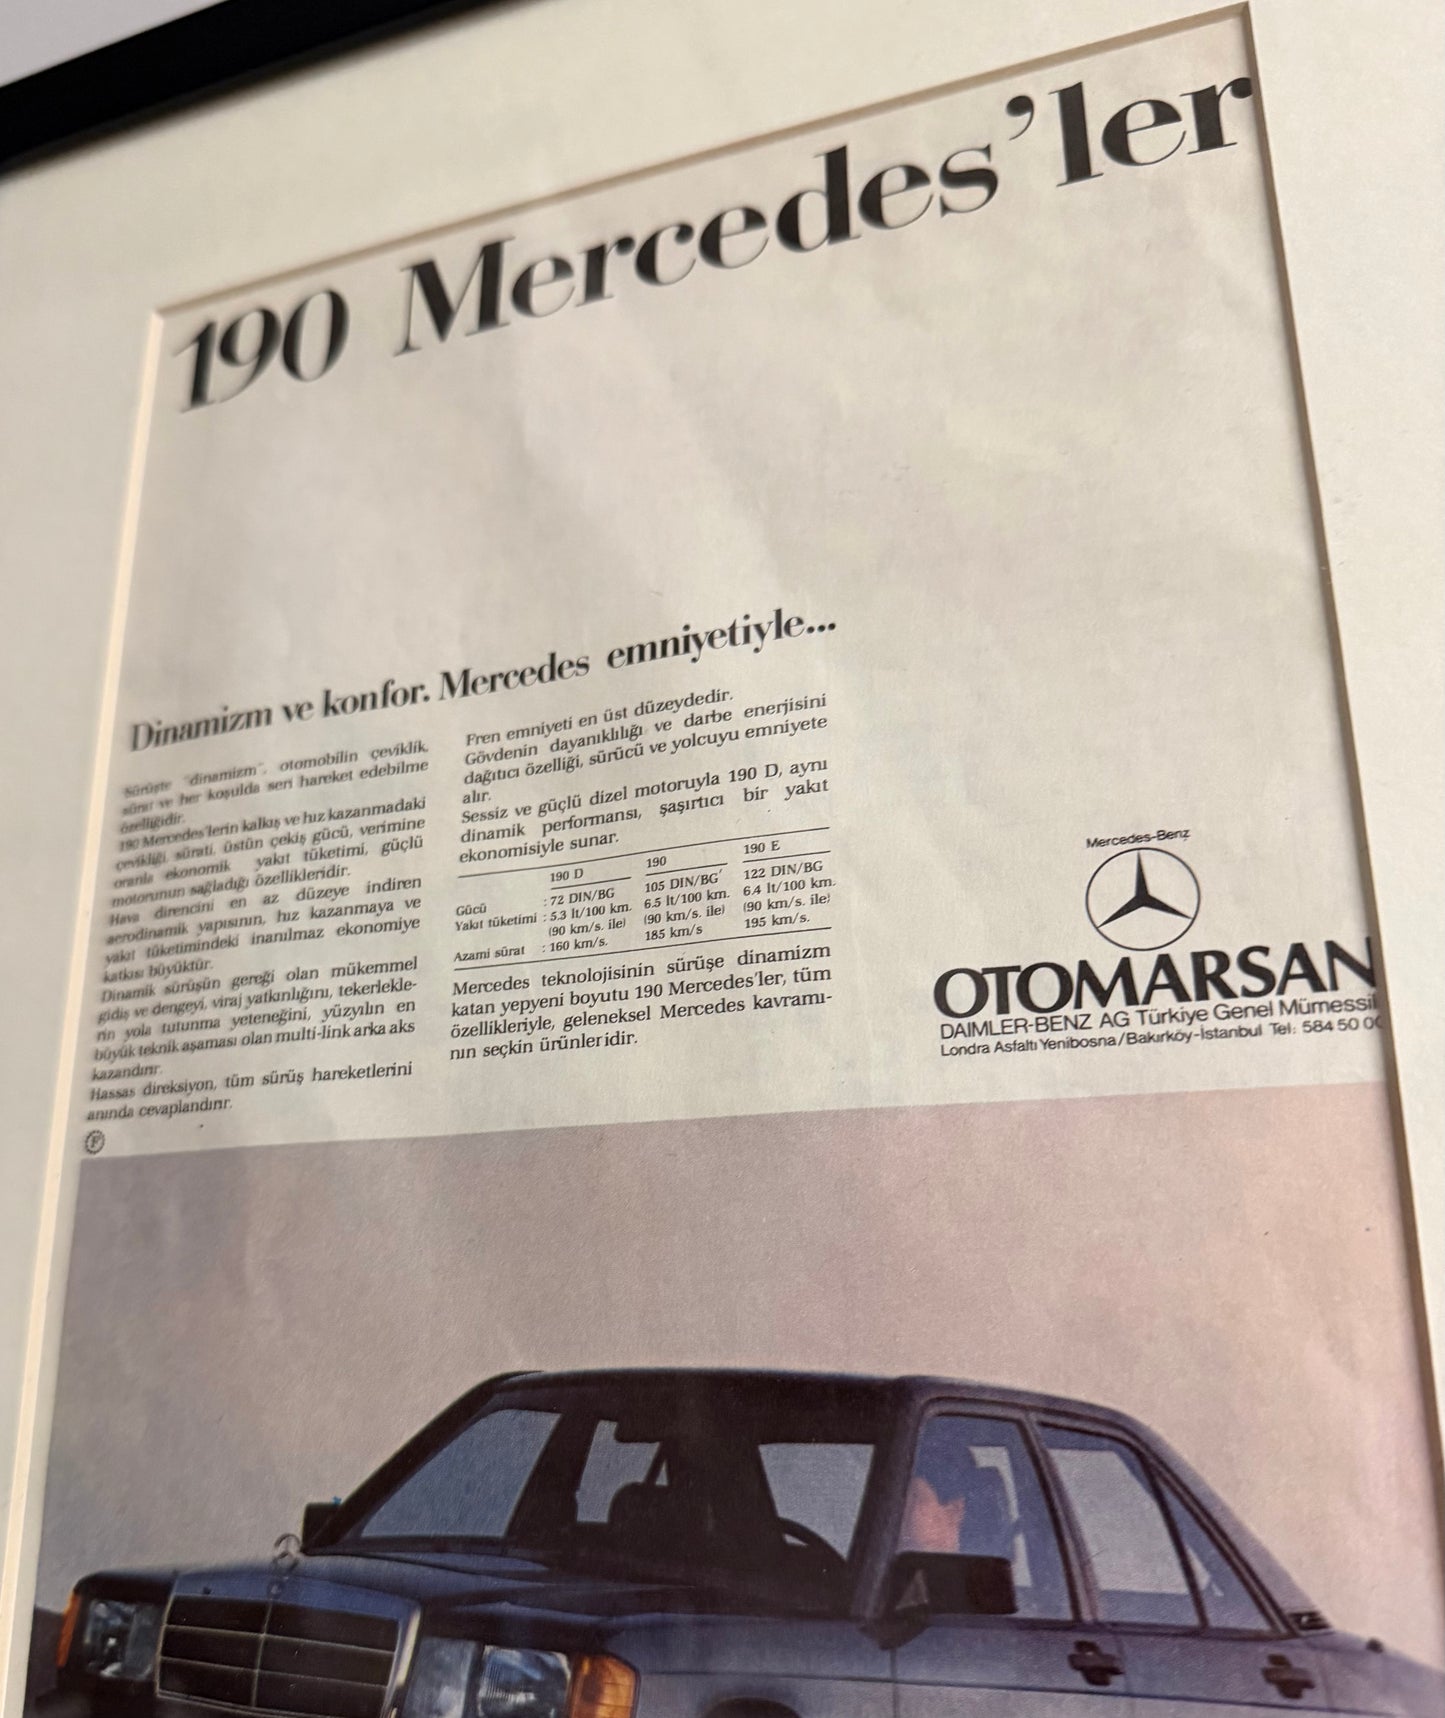 190 Mercedes'ler
Dinamizm ve konfor. Mercedes emniyetiyle...
Sürüşte "dinamizm", otomobilin çeviklik,
sürat ve her koşulda seri hareket edebilme
özelliğidir.
190 Mercedes'lerin kalkış ve hız kazanmadaki
çevikliği, sürati, üstün çekiş gücü, verimine
oranla ekonomik yakıt tüketimi, güçlü
motorunun sağladığı özellikleridir.
Hava direncini en az düzeye indiren
aerodinamik yapısının, hız kazanmaya ve
yakıt tüketimindeki inanılmaz ekonomiye
katkısı büyüktür.
Dinamik sürüşün gereği olan mükemmel
gidiş ve dengeyi, viraj yatkınlığını, tekerlekle-
rin yola tutunma yeteneğini, yüzyılın en
büyük teknik aşaması olan multi-link arka aks
kazandırır.
Hassas direksiyon, tüm sürüş hareketlerini
anında cevaplandırır.
F
Fren emniyeti en üst düzeydedir.
Gövdenin dayanıklılığı ve darbe enerjisini
dağıtıcı özelliği, sürücü ve yolcuyu emniyete
alır.
Sessiz ve güçlü dizel motoruyla 190 D, aynı
dinamik performansı, şaşırtıcı bir yakıt
ekonomisiyle sunar.
190 D 190 190 E
Gücü : 72 DIN/BG 105 DIN/BG 122 DIN/BG
Yakıt tüketimi : 5.3 lt/100 km. 6.5 lt/100 km. 6.4 lt/100 km.
(90 km/s. ile) (90 km/s. ile) (90 km/s. ile)
Azami sürat : 160 km/s. 185 km/s 195 km/s.
Mercedes teknolojisinin sürüşe dinamizm
katan yepyeni boyutu 190 Mercedes'ler, tüm
özellikleriyle, geleneksel Mercedes kavramı-
nın seçkin ürünleridir.
Mercedes-Benz
OTOMARSAN
DAIMLER-BENZ AG Türkiye Genel Mümessil
Londra Asfaltı Yenibosna/Bakırköy-İstanbul Tel: 584 50 00